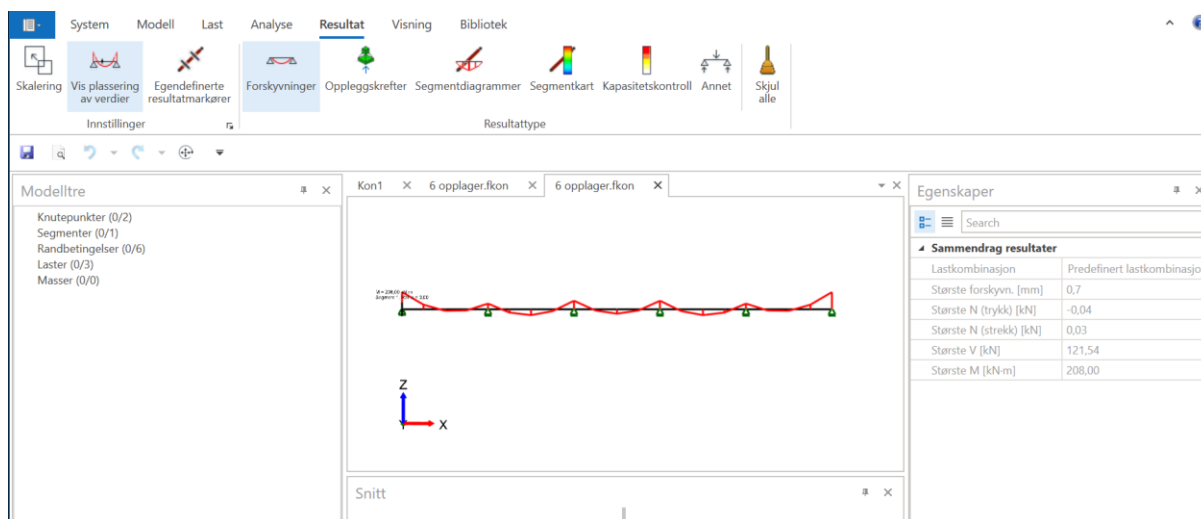 System Modell Last Analyse Resultat Visning Bibliotek
Skalering Vis plassering av verdier Egendefinerte resultatmarkører Forskyvninger Oppleggskrefter Segmentdiagrammer Segmentkart Kapasitetskontroll Annet Skjul alle
Innstillinger Resultattype
Modelltre
Knutepunkter (0/2)
Segmenter (0/1)
Randbetingelser (0/6)
Laster (0/3)
Masser (0/0)
Kon1 6 opplager.fkon 6 opplager.fkon
Z
Y X
Snitt
Egenskaper
Search
Sammendrag resultater
Lastkombinasjon Predefinert lastkombinasjo
Største forskyvn. [mm] 0,7
Største N (trykk) [kN] -0,04
Største N (strekk) [kN] 0,03
Største V [kN] 121,54
Største M [kN·m] 208,00